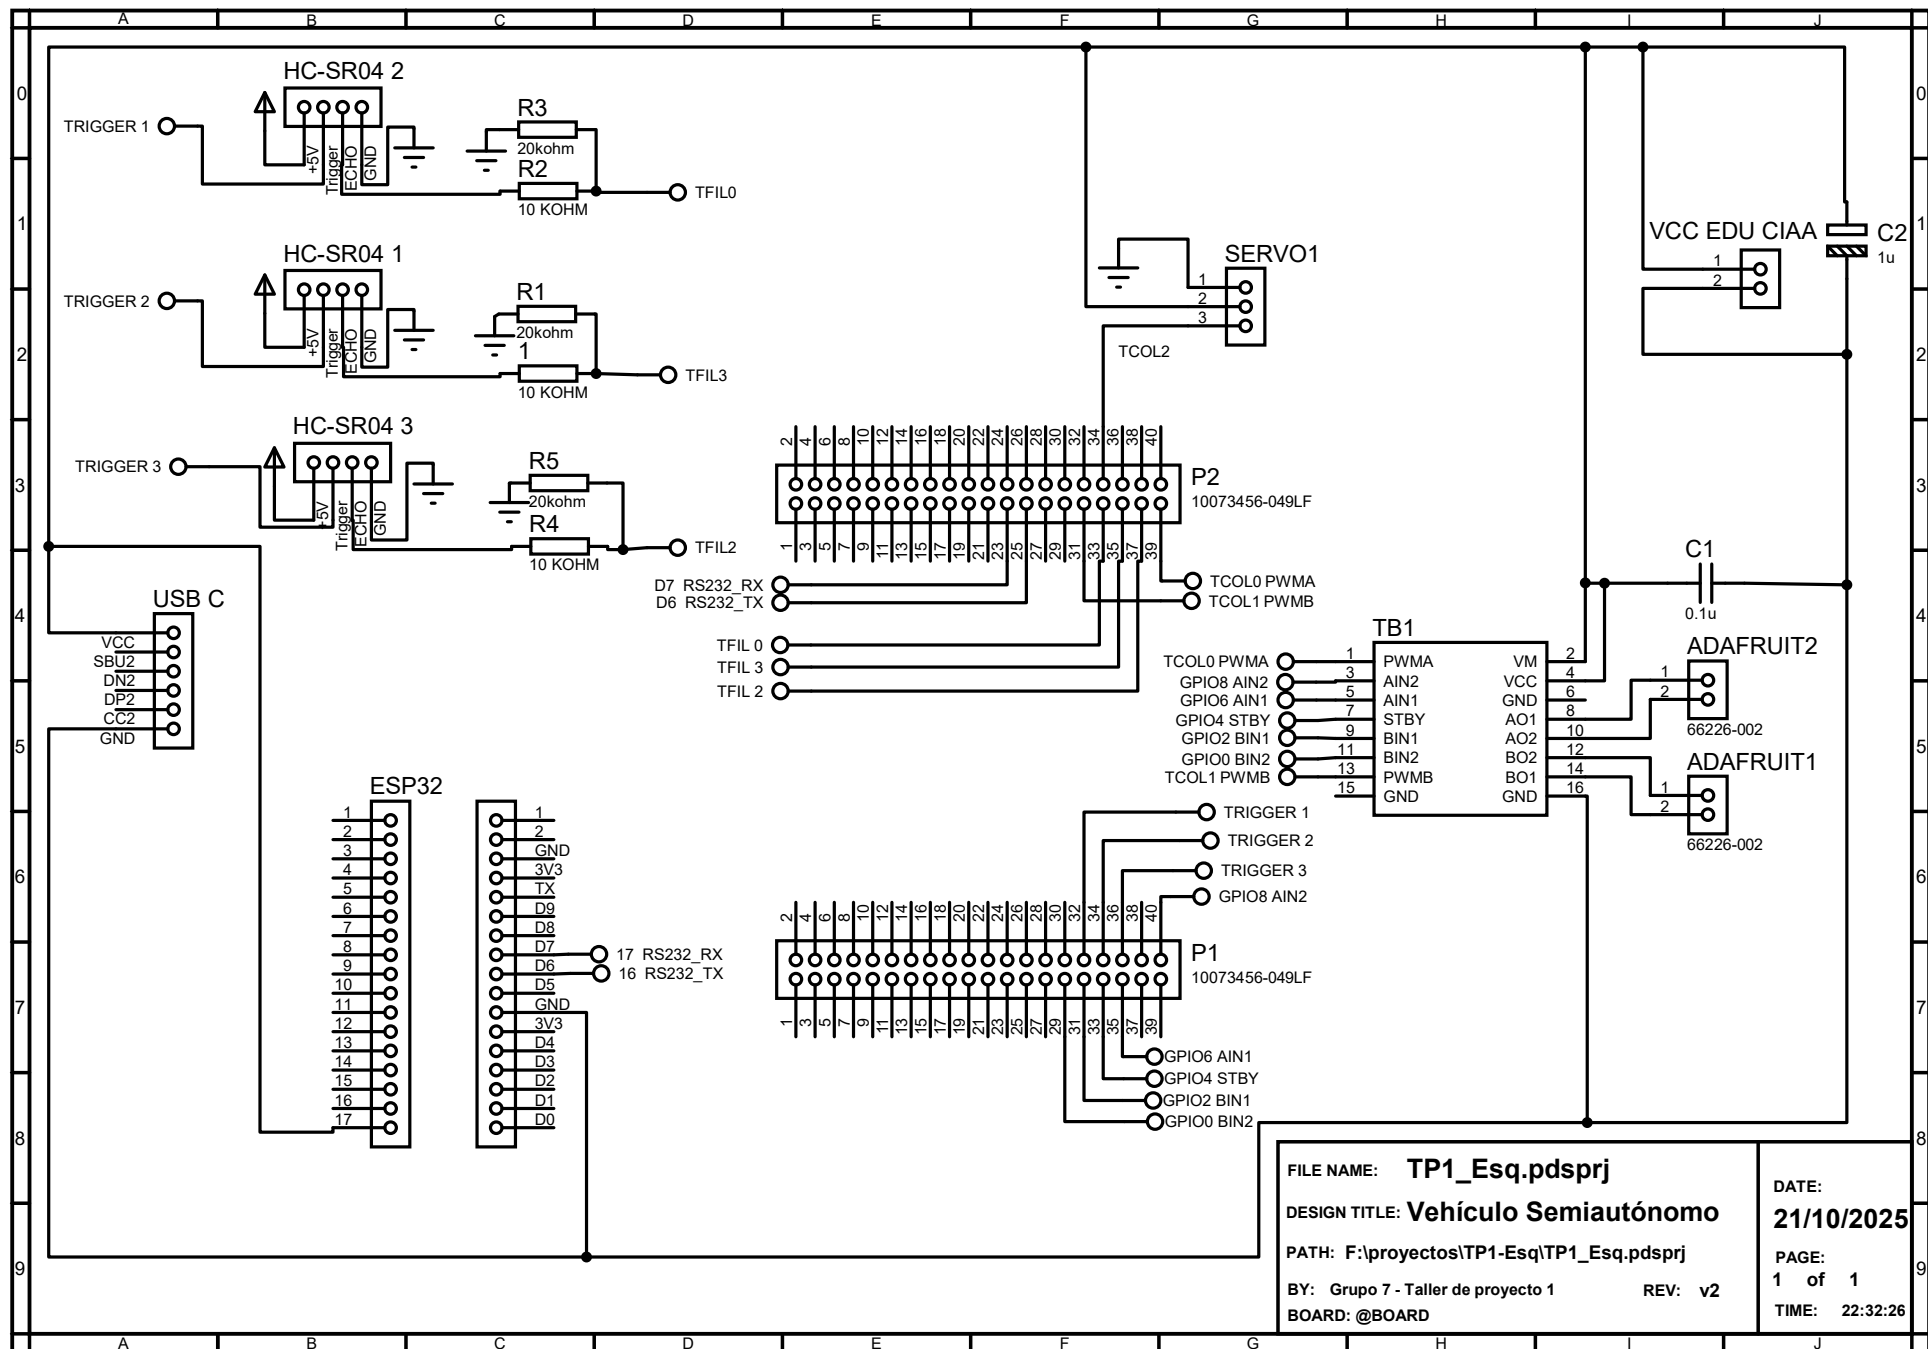 A B C D E F G H I J
0 0
1 1
2 2
3 3
4 4
5 5
6 6
7 7
8 8
9 9
HC-SR04 2
TRIGGER 1
+5V
Trigger
ECHO
GND
R3
20kohm
R2
10 KOHM
TFIL0
HC-SR04 1
TRIGGER 2
+5V
Trigger
ECHO
GND
R1
20kohm
1
10 KOHM
TFIL3
HC-SR04 3
TRIGGER 3
+5V
Trigger
ECHO
GND
R5
20kohm
R4
10 KOHM
TFIL2
SERVO1
1
2
3
TCOL2
VCC EDU CIAA
1
2
C2
1u
2 4 6 8 10 12 14 16 18 20 22 24 26 28 30 32 34 36 38 40
P2
10073456-049LF
1 3 5 7 9 11 13 15 17 19 21 23 25 27 29 31 33 35 37 39
D7 RS232_RX
D6 RS232_TX
TCOL0 PWMA
TCOL1 PWMB
TFIL 0
TFIL 3
TFIL 2
C1
0.1u
USB C
VCC
SBU2
DN2
DP2
CC2
GND
TB1
TCOL0 PWMA 1 PWMA VM 2
GPIO8 AIN2 3 AIN2 VCC 4
GPIO6 AIN1 5 AIN1 GND 6
GPIO4 STBY 7 STBY AO1 8
GPIO2 BIN1 9 BIN1 AO2 10
GPIO0 BIN2 11 BIN2 BO2 12
TCOL1 PWMB 13 PWMB BO1 14
15 GND GND 16
ADAFRUIT2
1
2
66226-002
ADAFRUIT1
1
2
66226-002
ESP32
1
2
3
4
5
6
7
8
9
10
11
12
13
14
15
16
17
1
2
GND
3V3
TX
D9
D8
D7
D6
D5
GND
3V3
D4
D3
D2
D1
D0
17 RS232_RX
16 RS232_TX
TRIGGER 1
TRIGGER 2
TRIGGER 3
GPIO8 AIN2
2 4 6 8 10 12 14 16 18 20 22 24 26 28 30 32 34 36 38 40
P1
10073456-049LF
1 3 5 7 9 11 13 15 17 19 21 23 25 27 29 31 33 35 37 39
GPIO6 AIN1
GPIO4 STBY
GPIO2 BIN1
GPIO0 BIN2
FILE NAME: TP1_Esq.pdsprj
DESIGN TITLE: Vehículo Semiautónomo
PATH: F:\proyectos\TP1-Esq\TP1_Esq.pdsprj
BY: Grupo 7 - Taller de proyecto 1 REV: v2
BOARD: @BOARD
DATE:
21/10/2025
PAGE:
1 of 1
TIME: 22:32:26
A B C D E F G H I J